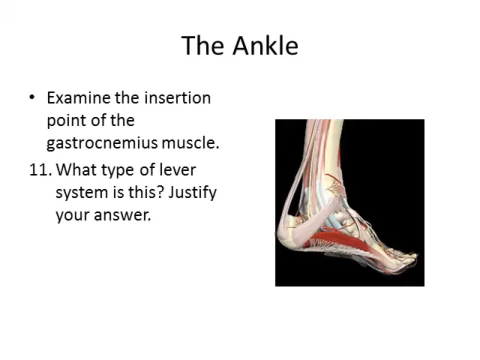 The Ankle
• Examine the insertion
point of the
gastrocnemius muscle.
11. What type of lever
system is this? Justify
your answer.